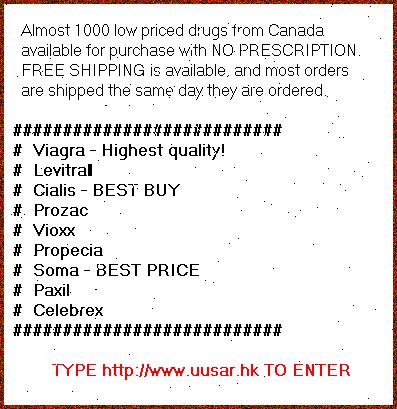 Almost 1000 low priced drugs from Canada
available for purchase with NO PRESCRIPTION.
FREE SHIPPING is available, and most orders
are shipped the same day they are ordered.
###########################
# Viagra - Highest quality!
# Levitrall
# Cialis - BEST BUY
# Prozac
# Vioxx
# Propecia
# Soma - BEST PRICE
# Paxil
# Celebrex
###########################
TYPE http://www.uusar.hk TO ENTER